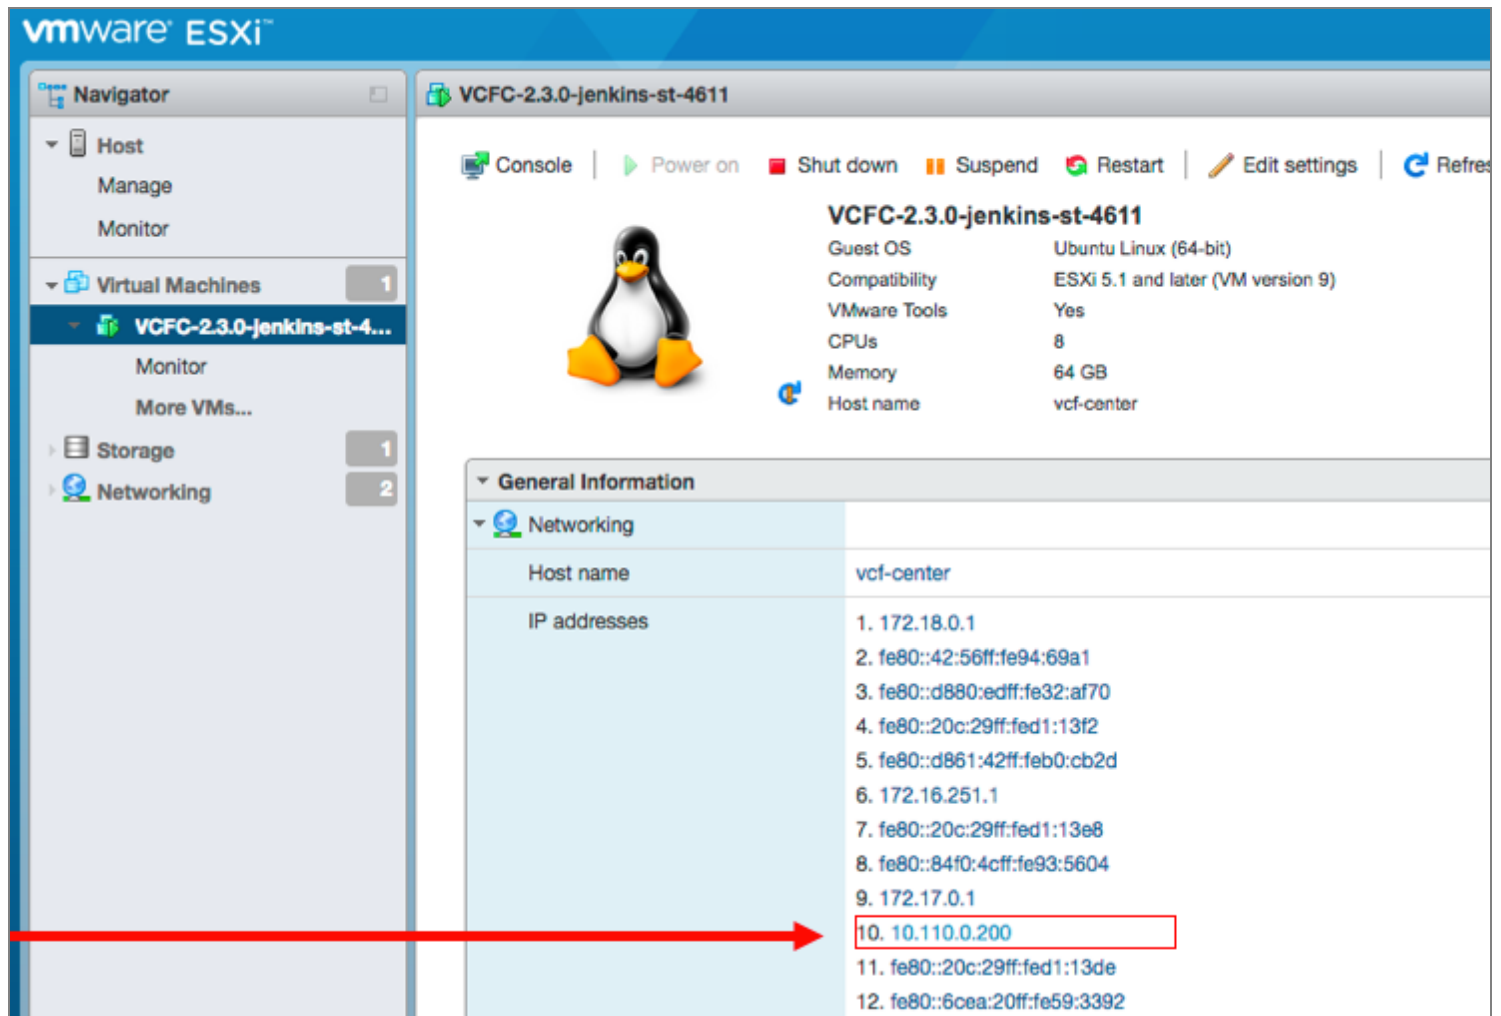 vmware ESXi™
Navigator
Host
Manage
Monitor
Virtual Machines 1
VCFC-2.3.0-jenkins-st-4...
Monitor
More VMs...
Storage 1
Networking 2
VCFC-2.3.0-jenkins-st-4611
Console Power on Shut down Suspend Restart Edit settings Refres
VCFC-2.3.0-jenkins-st-4611
Guest OS Ubuntu Linux (64-bit)
Compatibility ESXi 5.1 and later (VM version 9)
VMware Tools Yes
CPUs 8
Memory 64 GB
Host name vcf-center
General Information
Networking
Host name vcf-center
IP addresses 1. 172.18.0.1
2. fe80::42:56ff:fe94:69a1
3. fe80::d880:edff:fe32:af70
4. fe80::20c:29ff:fed1:13f2
5. fe80::d861:42ff:feb0:cb2d
6. 172.16.251.1
7. fe80::20c:29ff:fed1:13e8
8. fe80::84f0:4cff:fe93:5604
9. 172.17.0.1
10. 10.110.0.200
11. fe80::20c:29ff:fed1:13de
12. fe80::6cea:20ff:fe59:3392